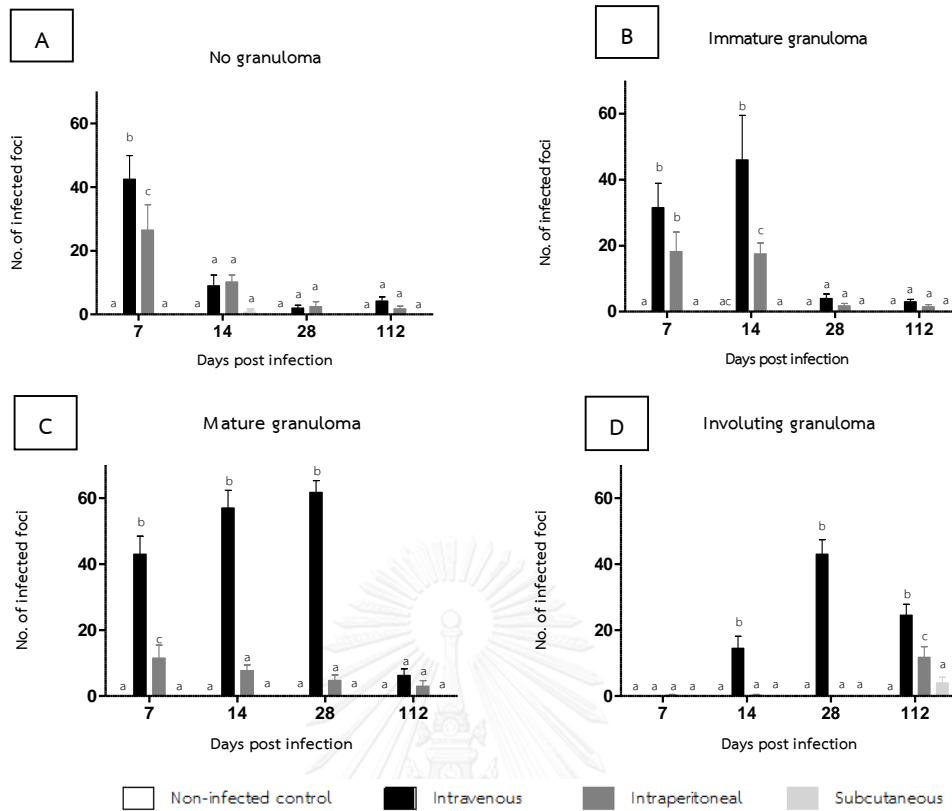 A
No granuloma
No. of infected foci
60
40
20
0
a b c a
a a a a
a a a
a a a a
7 14 28 112
Days post infection
B
Immature granuloma
No. of infected foci
60
40
20
0
a b b a
ac b c a
a a a a
a a a a
7 14 28 112
Days post infection
C
Mature granuloma
No. of infected foci
60
40
20
0
a b c a
a b a a
a b a a
a a a a
7 14 28 112
Days post infection
D
Involuting granuloma
No. of infected foci
60
40
20
0
a a a a
a b a a
a b a a
a b c a
7 14 28 112
Days post infection
Non-infected control Intravenous Intraperitoneal Subcutaneous